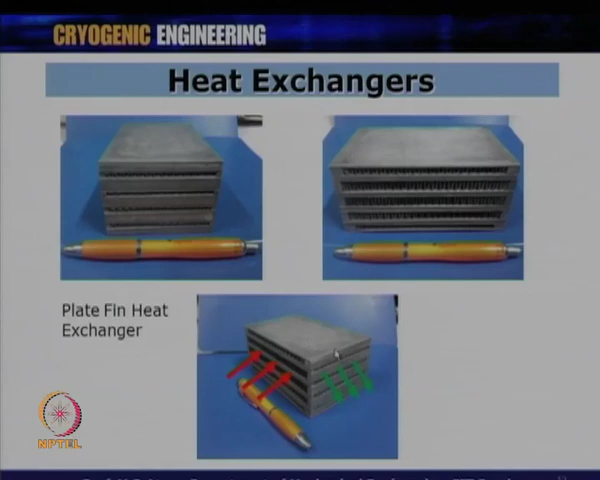 CRYOGENIC ENGINEERING
Heat Exchangers
Plate Fin Heat
Exchanger
NPTEL